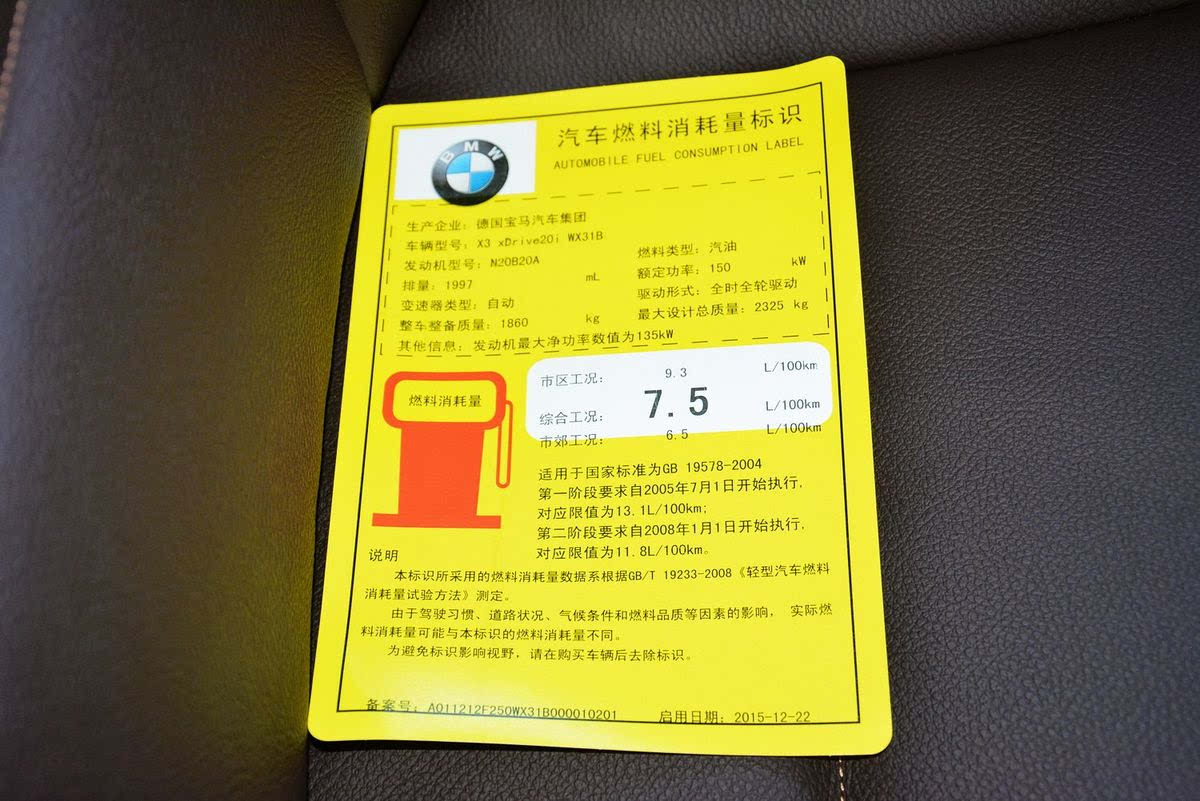 BMW
汽车燃料消耗量标识
AUTOMOBILE FUEL CONSUMPTION LABEL
生产企业：德国宝马汽车集团
车辆型号：X3 xDrive20i WX31B
发动机型号：N20B20A
燃料类型：汽油
排量：1997 mL
额定功率：150 kW
变速器类型：自动
驱动形式：全时全轮驱动
整车整备质量：1860 kg
最大设计总质量：2325 kg
其他信息：发动机最大净功率数值为135kW
燃料消耗量
市区工况： 9.3 L/100km
综合工况： 7.5 L/100km
市郊工况： 6.5 L/100km
适用于国家标准为GB 19578-2004
第一阶段要求自2005年7月1日开始执行,
对应限值为13.1L/100km;
第二阶段要求自2008年1月1日开始执行,
对应限值为11.8L/100km。
说明
本标识所采用的燃料消耗量数据系根据GB/T 19233-2008《轻型汽车燃料
消耗量试验方法》测定。
由于驾驶习惯、道路状况、气候条件和燃料品质等因素的影响， 实际燃
料消耗量可能与本标识的燃料消耗量不同。
为避免标识影响视野，请在购买车辆后去除标识。
备案号：A011212F250WX31B000010201 启用日期：2015-12-22